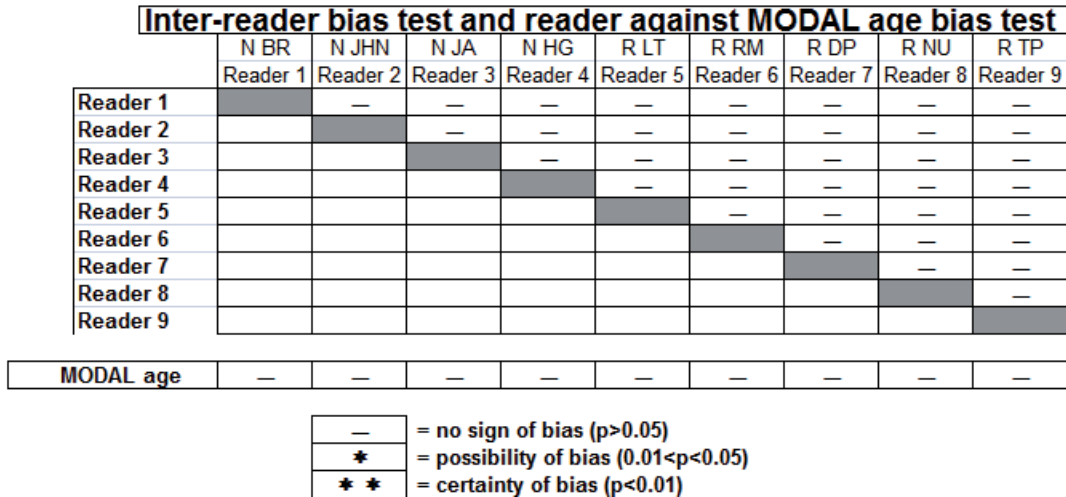 Inter-reader bias test and reader against MODAL age bias test
N BR N JHN N JA N HG R LT R RM R DP R NU R TP
Reader 1 Reader 2 Reader 3 Reader 4 Reader 5 Reader 6 Reader 7 Reader 8 Reader 9
Reader 1 — — — — — — — —
Reader 2 — — — — — — —
Reader 3 — — — — — —
Reader 4 — — — — —
Reader 5 — — — —
Reader 6 — — —
Reader 7 — —
Reader 8 —
Reader 9
MODAL age — — — — — — — — —
— = no sign of bias (p>0.05)
* = possibility of bias (0.01<p<0.05)
* * = certainty of bias (p<0.01)